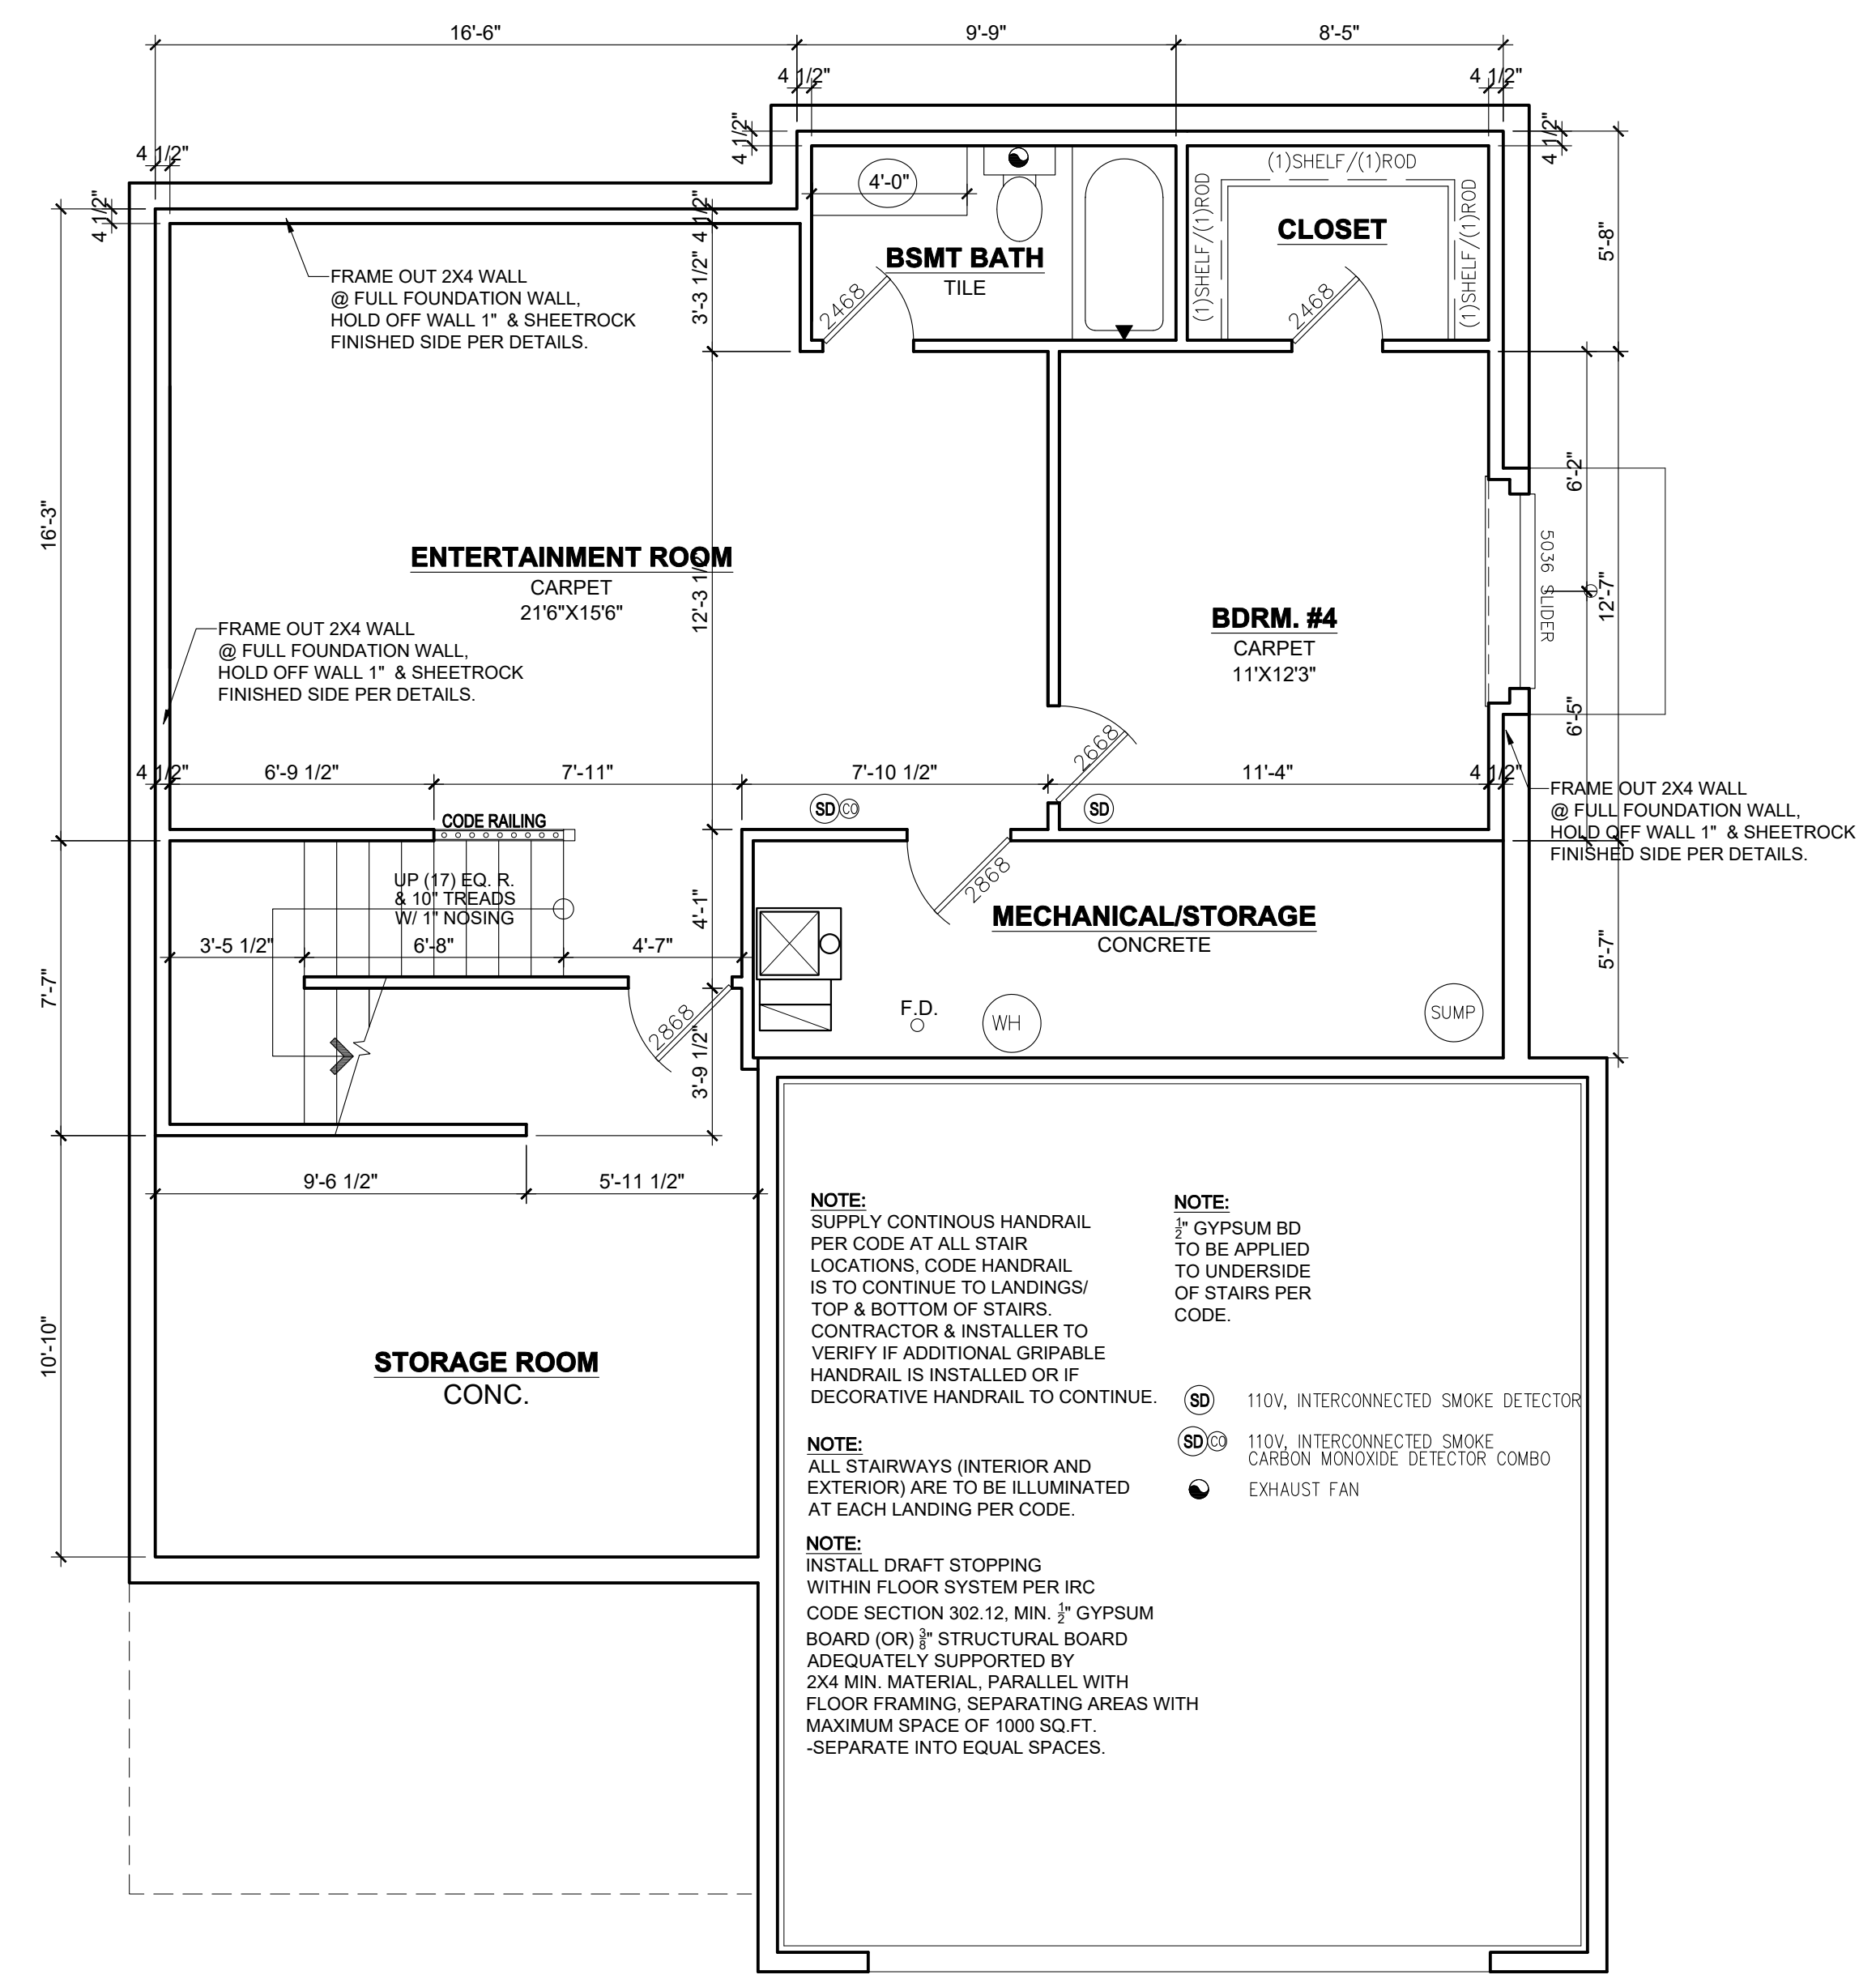 16'-6"
9'-9"
8'-5"
4 1/2"
4 1/2"
4 1/2"
4 1/2"
4 1/2"
4 1/2"
4 1/2"
4'-0"
(1)SHELF/(1)ROD
(1)SHELF/(1)ROD
(1)SHELF/(1)ROD
CLOSET
BSMT BATH
TILE
2468
2468
3'-3 1/2"
5'-8"
FRAME OUT 2X4 WALL
@ FULL FOUNDATION WALL,
HOLD OFF WALL 1" & SHEETROCK
FINISHED SIDE PER DETAILS.
16'-3"
6'-2"
ENTERTAINMENT ROOM
CARPET
21'6"X15'6"
12'-3 1/2"
BDRM. #4
CARPET
11'X12'3"
5036 SLIDER
12'-7"
FRAME OUT 2X4 WALL
@ FULL FOUNDATION WALL,
HOLD OFF WALL 1" & SHEETROCK
FINISHED SIDE PER DETAILS.
6'-5"
2668
4 1/2"
6'-9 1/2"
7'-11"
7'-10 1/2"
11'-4"
4 1/2"
FRAME OUT 2X4 WALL
@ FULL FOUNDATION WALL,
HOLD OFF WALL 1" & SHEETROCK
FINISHED SIDE PER DETAILS.
CODE RAILING
SD CO
SD
UP (17) EQ. R.
& 10" TREADS
W/ 1" NOSING
2868
4'-1"
MECHANICAL/STORAGE
CONCRETE
3'-5 1/2"
6'-8"
4'-7"
5'-7"
7'-7"
F.D.
WH
SUMP
2868
3'-9 1/2"
9'-6 1/2"
5'-11 1/2"
10'-10"
STORAGE ROOM
CONC.
NOTE:
SUPPLY CONTINOUS HANDRAIL
PER CODE AT ALL STAIR
LOCATIONS, CODE HANDRAIL
IS TO CONTINUE TO LANDINGS/
TOP & BOTTOM OF STAIRS.
CONTRACTOR & INSTALLER TO
VERIFY IF ADDITIONAL GRIPABLE
HANDRAIL IS INSTALLED OR IF
DECORATIVE HANDRAIL TO CONTINUE.
NOTE:
1/2" GYPSUM BD
TO BE APPLIED
TO UNDERSIDE
OF STAIRS PER
CODE.
SD 110V, INTERCONNECTED SMOKE DETECTOR
SD CO 110V, INTERCONNECTED SMOKE
CARBON MONOXIDE DETECTOR COMBO
EXHAUST FAN
NOTE:
ALL STAIRWAYS (INTERIOR AND
EXTERIOR) ARE TO BE ILLUMINATED
AT EACH LANDING PER CODE.
NOTE:
INSTALL DRAFT STOPPING
WITHIN FLOOR SYSTEM PER IRC
CODE SECTION 302.12, MIN. 1/2" GYPSUM
BOARD (OR) 3/8" STRUCTURAL BOARD
ADEQUATELY SUPPORTED BY
2X4 MIN. MATERIAL, PARALLEL WITH
FLOOR FRAMING, SEPARATING AREAS WITH
MAXIMUM SPACE OF 1000 SQ.FT.
-SEPARATE INTO EQUAL SPACES.